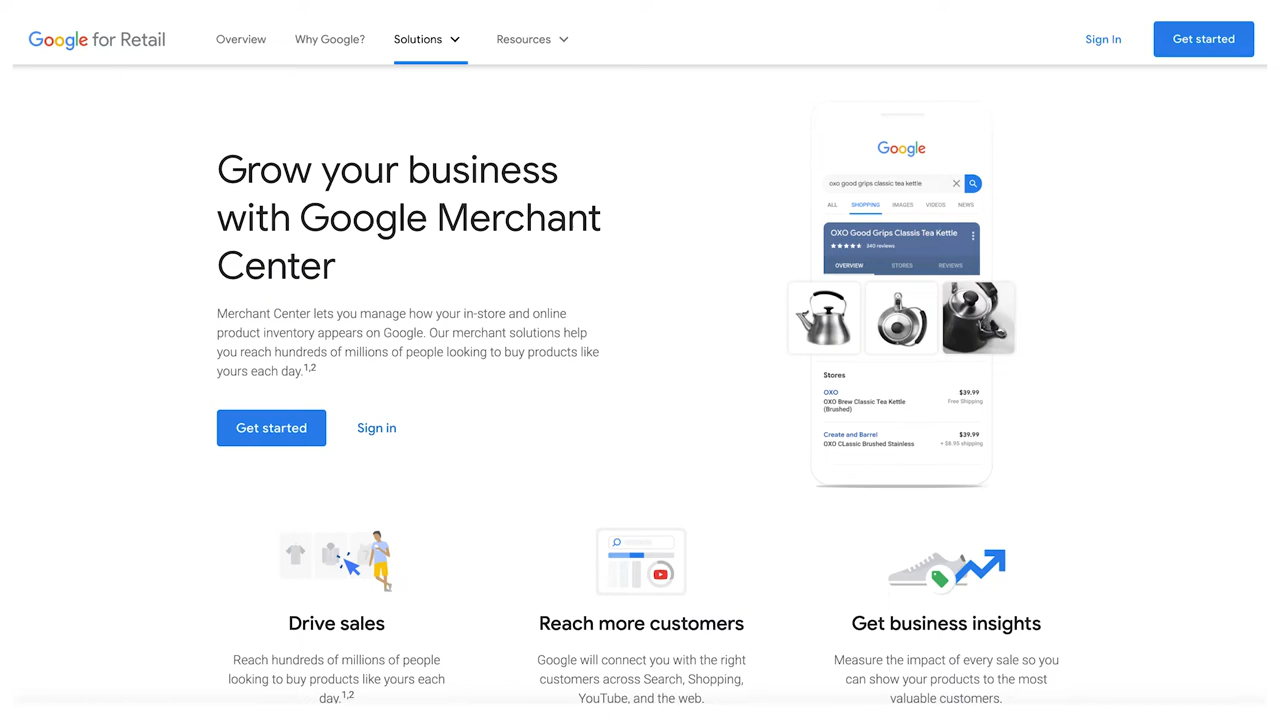 Google for Retail
Overview
Why Google?
Solutions
Resources
Sign In
Get started
Grow your business
with Google Merchant
Center
Merchant Center lets you manage how your in-store and online
product inventory appears on Google. Our merchant solutions help
you reach hundreds of millions of people looking to buy products like
yours each day.1,2
Get started
Sign in
Google
oxo good grips classic tea kettle
ALL SHOPPING IMAGES VIDEOS NEWS
OXO Good Grips Classis Tea Kettle
340 reviews
OVERVIEW STORES REVIEWS
Stores
OXO $39.99
OXO Brew Classic Tea Kettle Free Shipping
(Brushed)
Create and Barrel $39.99
OXO CLassic Brushed Stainless + $8.95 shipping
Drive sales
Reach hundreds of millions of people
looking to buy products like yours each
day.1,2
Reach more customers
Google will connect you with the right
customers across Search, Shopping,
YouTube, and the web.
Get business insights
Measure the impact of every sale so you
can show your products to the most
valuable customers.